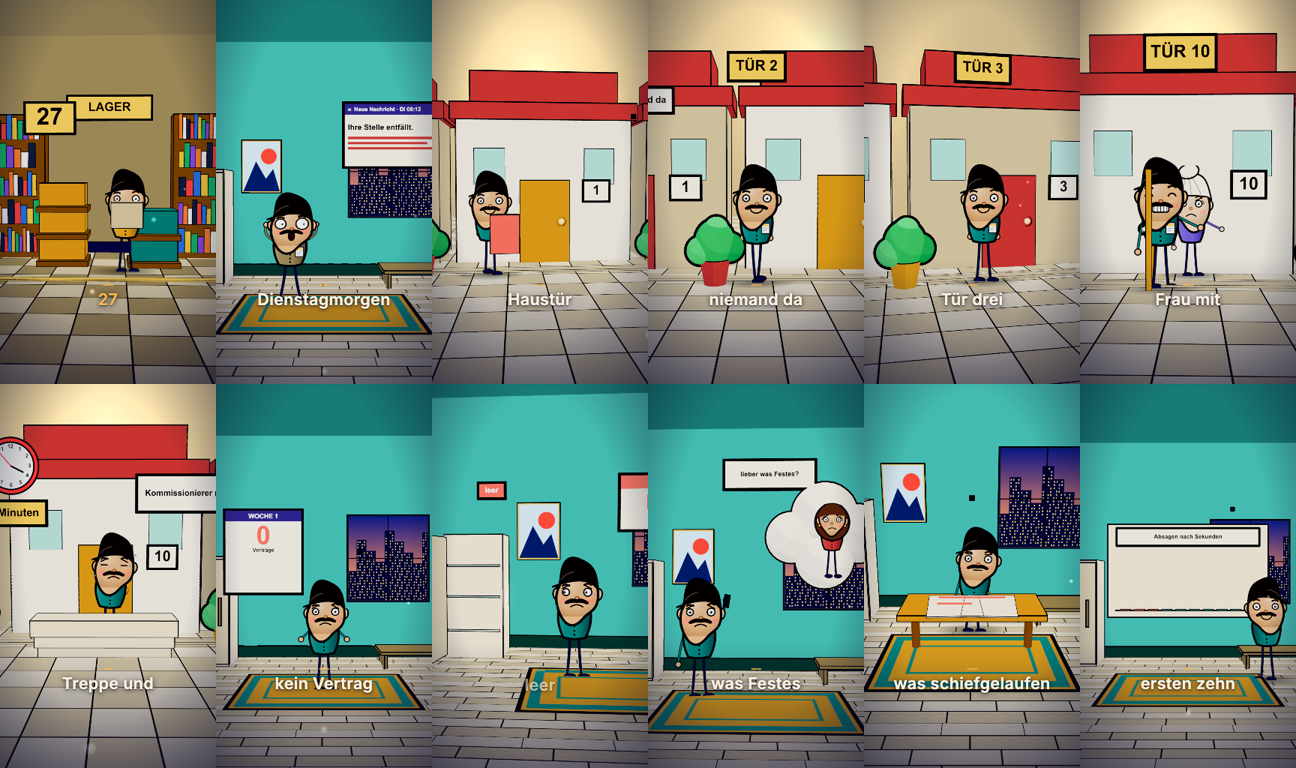 27
LAGER
27
Neue Nachricht · DI 08:12
Ihre Stelle entfällt.
Dienstagmorgen
1
Haustür
TÜR 2
d da
1
niemand da
TÜR 3
3
Tür drei
TÜR 10
10
Frau mit
Minuten
Kommissionierer
10
Treppe und
WOCHE 1
0
Verträge
kein Vertrag
leer
leer
lieber was Festes?
was Festes
was schiefgelaufen
Absagen nach Sekunden
ersten zehn